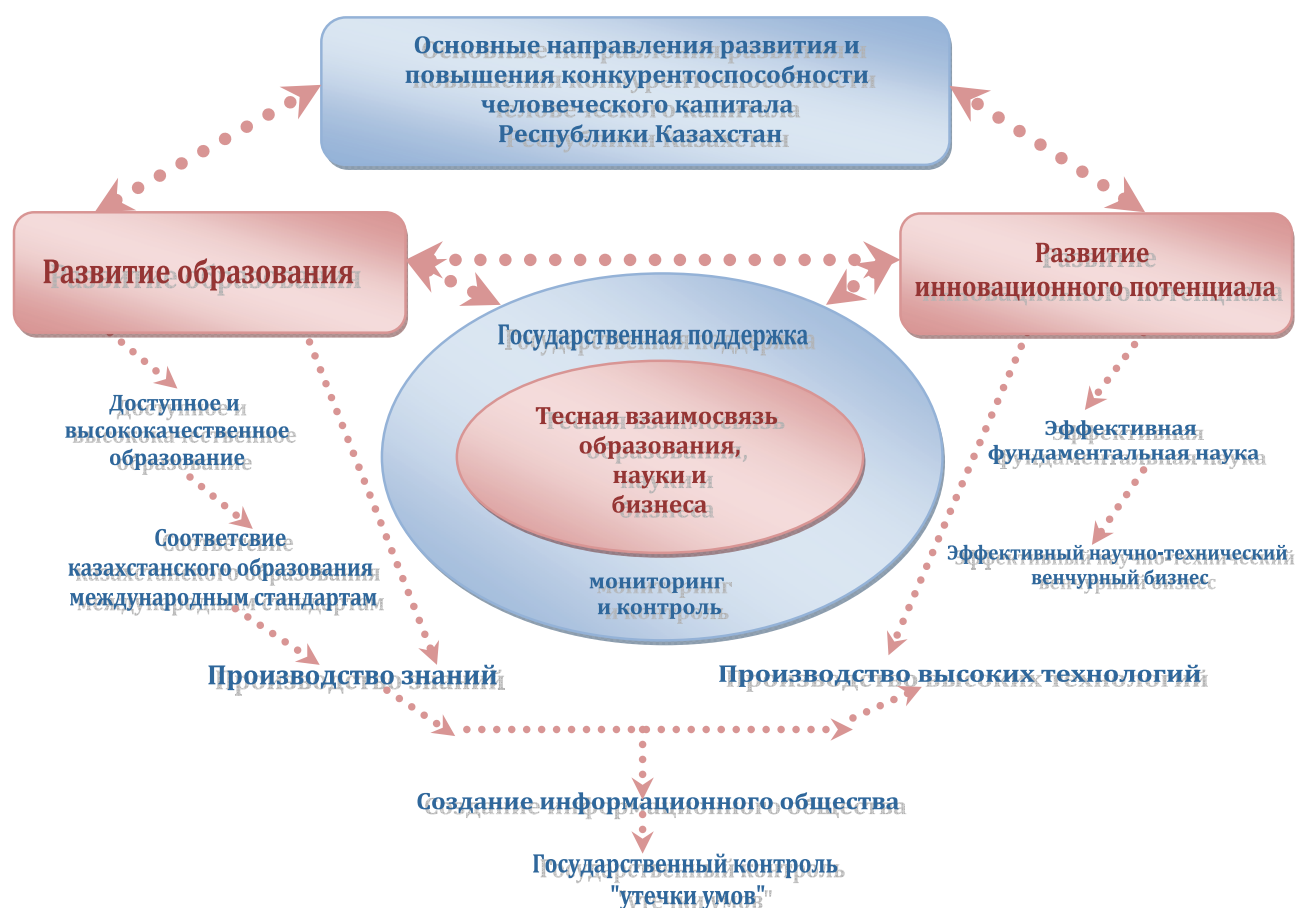 Основные направления развития и
повышения конкурентоспособности
человеческого капитала
Республики Казахстан
Развитие образования
Развитие
инновационного потенциала
Государственная поддержка
Тесная взаимосвязь
образования,
науки и
бизнеса
мониторинг
и контроль
Доступное и
высококачественное
образование
Соответсвие
казахстанского образования
международным стандартам
Эффективная
фундаментальная наука
Эффективный научно-технический
венчурный бизнес
Производство знаний
Производство высоких технологий
Создание информационного общества
Государственный контроль
"утечки умов"